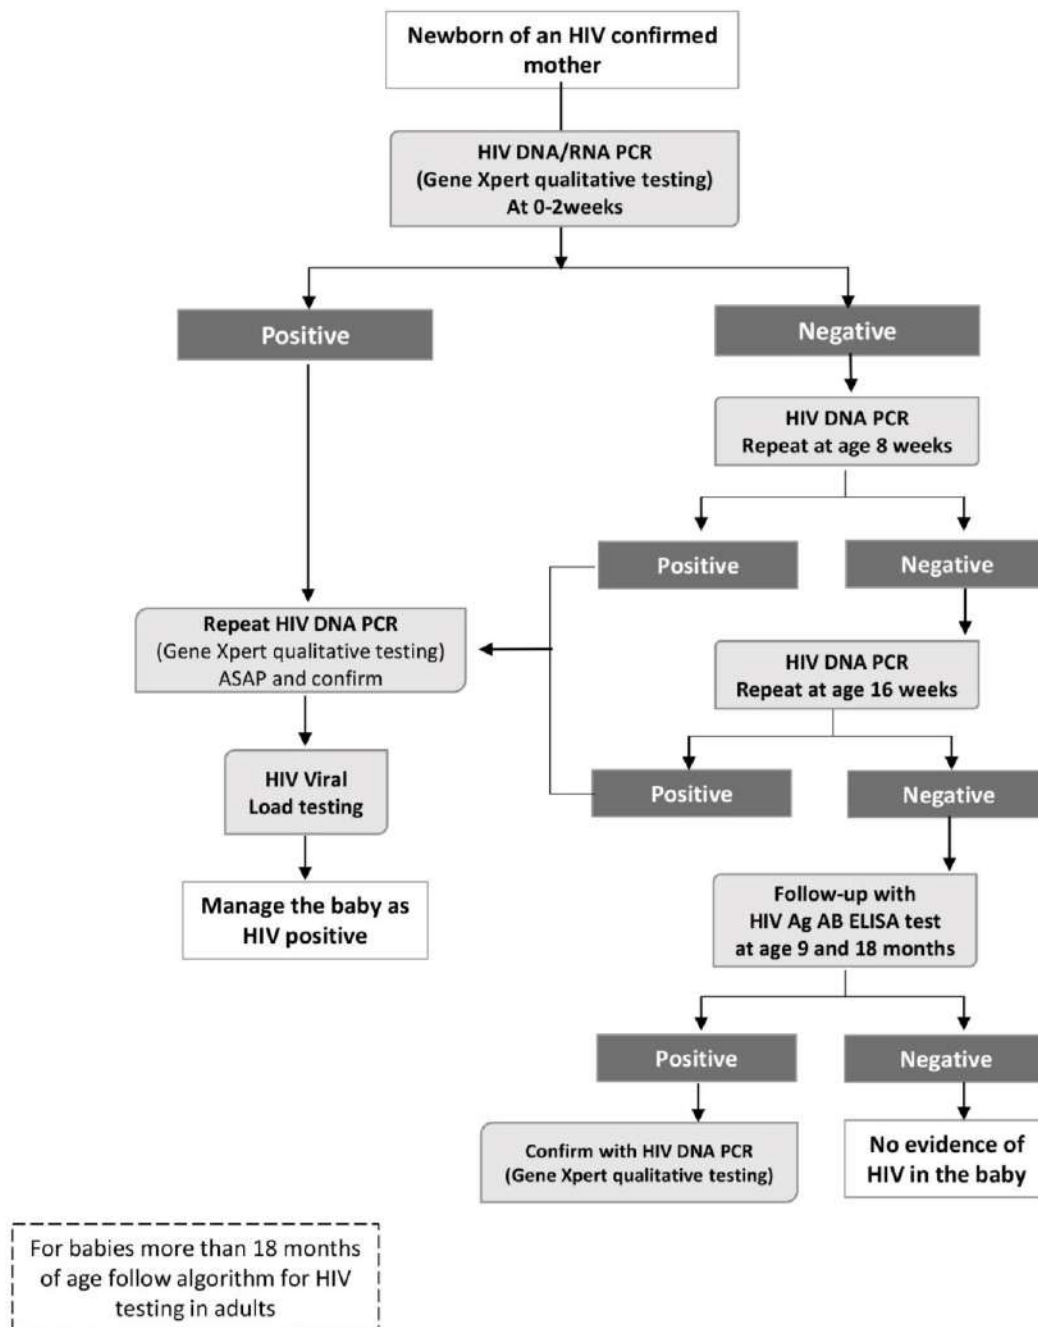 Newborn of an HIV confirmed
mother
HIV DNA/RNA PCR
(Gene Xpert qualitative testing)
At 0-2weeks
Positive
Negative
HIV DNA PCR
Repeat at age 8 weeks
Positive
Negative
Repeat HIV DNA PCR
(Gene Xpert qualitative testing)
ASAP and confirm
HIV DNA PCR
Repeat at age 16 weeks
HIV Viral
Load testing
Positive
Negative
Manage the baby as
HIV positive
Follow-up with
HIV Ag AB ELISA test
at age 9 and 18 months
Positive
Negative
Confirm with HIV DNA PCR
(Gene Xpert qualitative testing)
No evidence of
HIV in the baby
For babies more than 18 months
of age follow algorithm for HIV
testing in adults